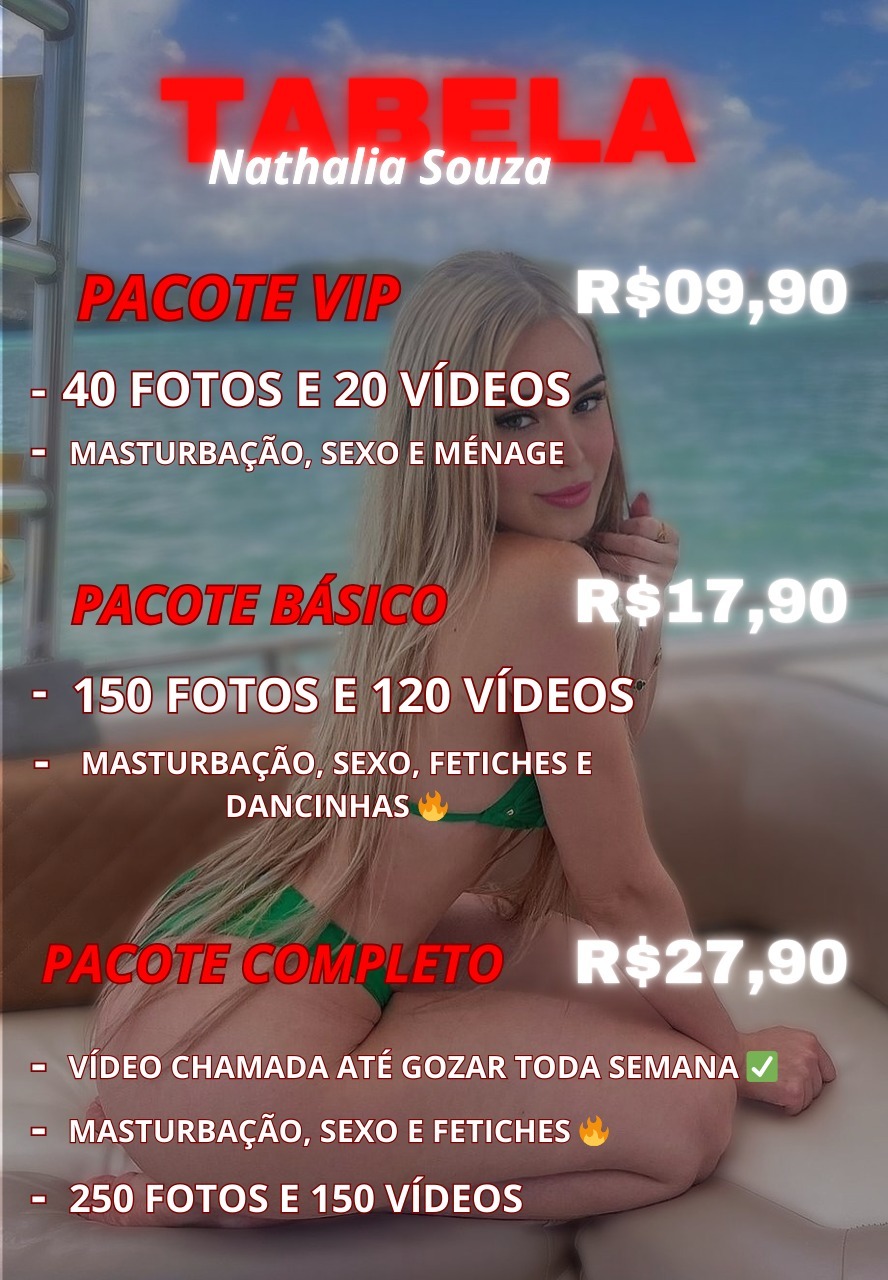 TABELA
Nathalia Souza
PACOTE VIP R$09,90
- 40 FOTOS E 20 VÍDEOS
- MASTURBAÇÃO, SEXO E MÉNAGE
PACOTE BÁSICO R$17,90
- 150 FOTOS E 120 VÍDEOS
- MASTURBAÇÃO, SEXO, FETICHES E
DANCINHAS 🔥
PACOTE COMPLETO R$27,90
- VÍDEO CHAMADA ATÉ GOZAR TODA SEMANA ✅
- MASTURBAÇÃO, SEXO E FETICHES 🔥
- 250 FOTOS E 150 VÍDEOS